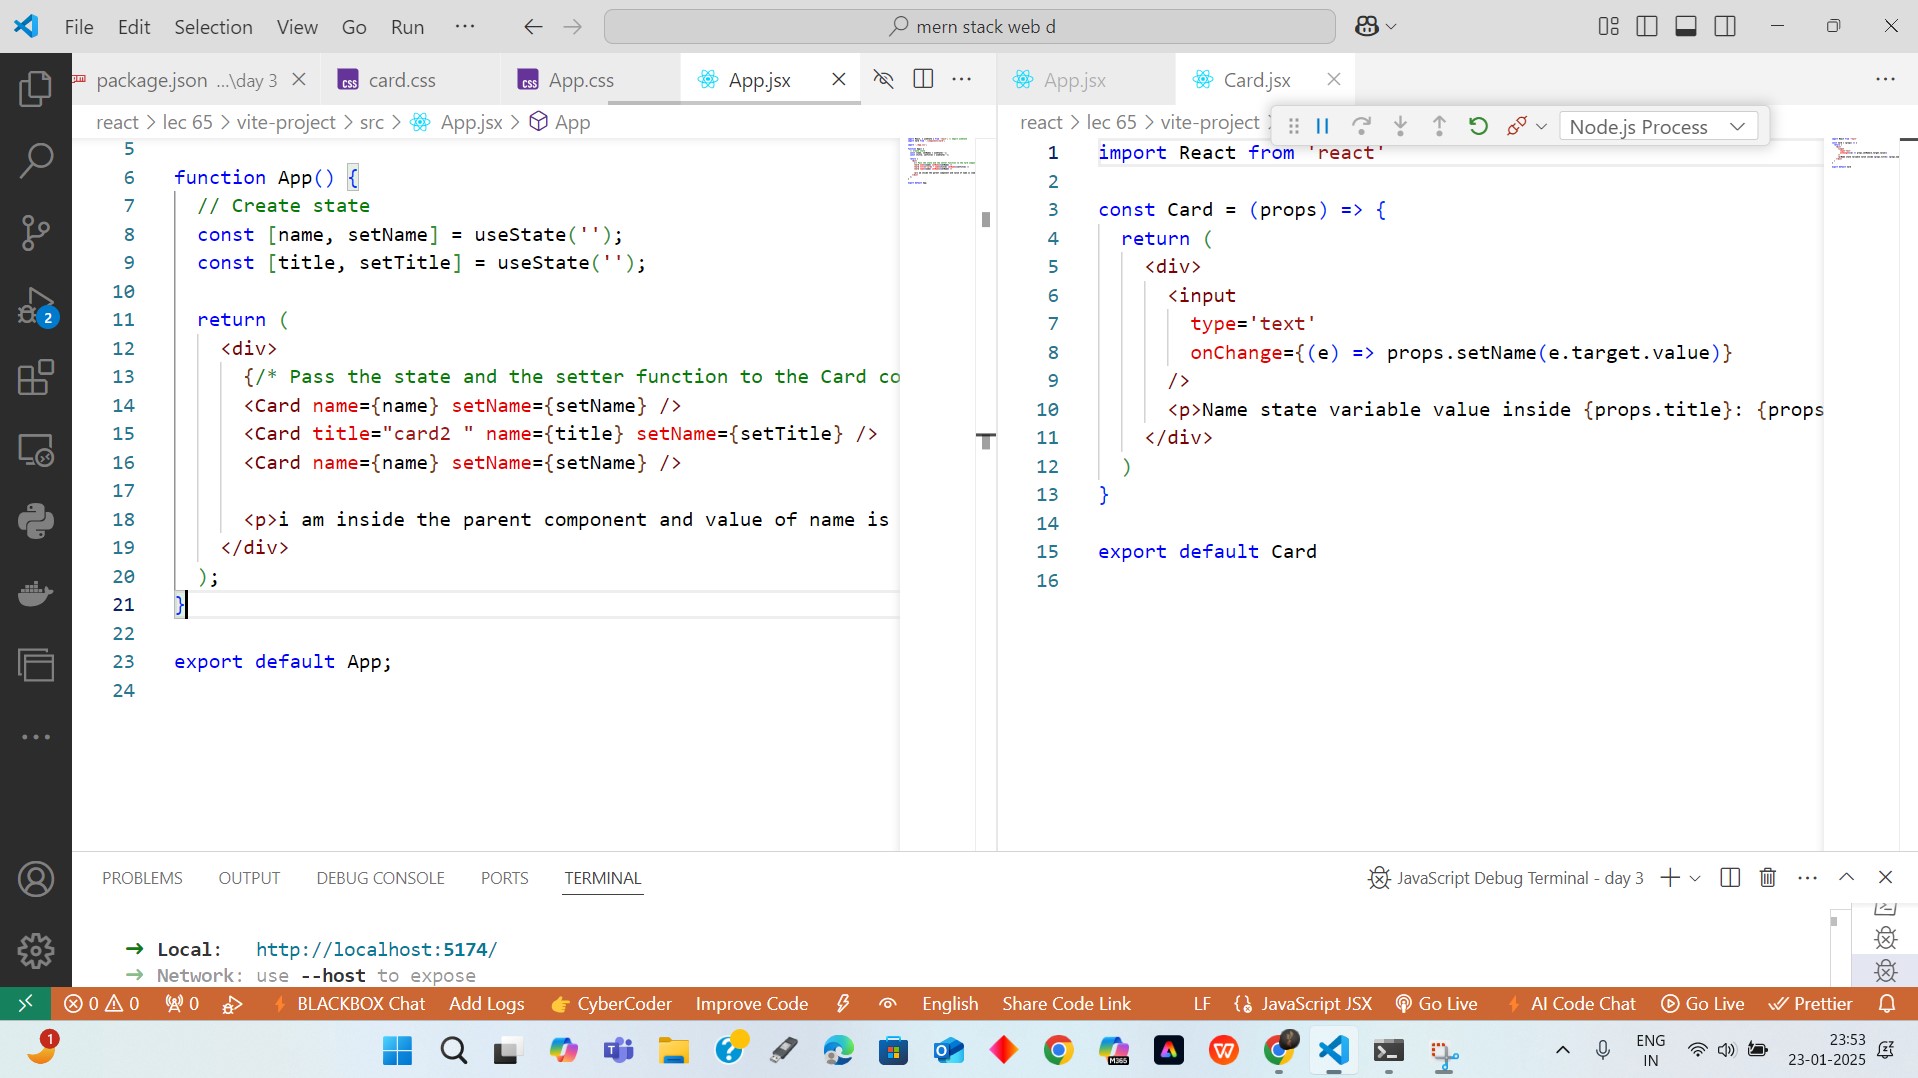 File Edit Selection View Go Run ··· mern stack web d
package.json ...\day 3 card.css App.css App.jsx ··· App.jsx Card.jsx ···
react > lec 65 > vite-project > src > App.jsx > App
react > lec 65 > vite-project >
Node.js Process
5
6 function App() {
7 // Create state
8 const [name, setName] = useState('');
9 const [title, setTitle] = useState('');
10
11 return (
12 <div>
13 {/* Pass the state and the setter function to the Card co
14 <Card name={name} setName={setName} />
15 <Card title="card2 " name={title} setName={setTitle} />
16 <Card name={name} setName={setName} />
17
18 <p>i am inside the parent component and value of name is
19 </div>
20 );
21 }
22
23 export default App;
24
1 import React from 'react'
2
3 const Card = (props) => {
4 return (
5 <div>
6 <input
7 type='text'
8 onChange={(e) => props.setName(e.target.value)}
9 />
10 <p>Name state variable value inside {props.title}: {props
11 </div>
12 )
13 }
14
15 export default Card
16
2
PROBLEMS OUTPUT DEBUG CONSOLE PORTS TERMINAL JavaScript Debug Terminal - day 3
→ Local: http://localhost:5174/
→ Network: use --host to expose
0 0 0 BLACKBOX Chat Add Logs CyberCoder Improve Code English Share Code Link LF JavaScript JSX Go Live AI Code Chat Go Live Prettier
1
M365
ENG
IN
23:53
23-01-2025